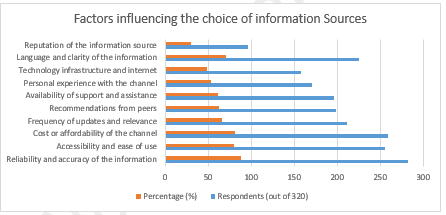 Factors influencing the choice of information Sources
Reputation of the information source
Language and clarity of the information
Technology infrastructure and internet
Personal experience with the channel
Availability of support and assistance
Recommendations from peers
Frequency of updates and relevance
Cost or affordability of the channel
Accessibility and ease of use
Reliability and accuracy of the information
0 50 100 150 200 250 300
Percentage (%) Respondents (out of 320)